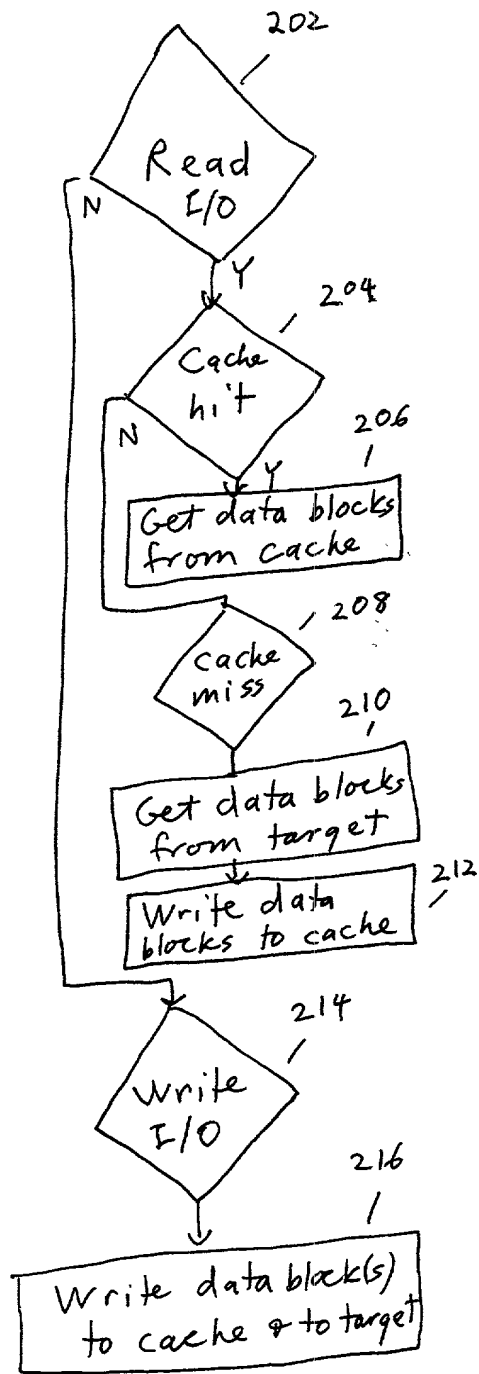 202
Read
I/O
N
Y
204
Cache
hit
N
Y
206
Get data blocks
from cache
208
cache
miss
210
Get data blocks
from target
212
Write data
blocks to cache
214
Write
I/O
216
Write data block(s)
to cache & to target